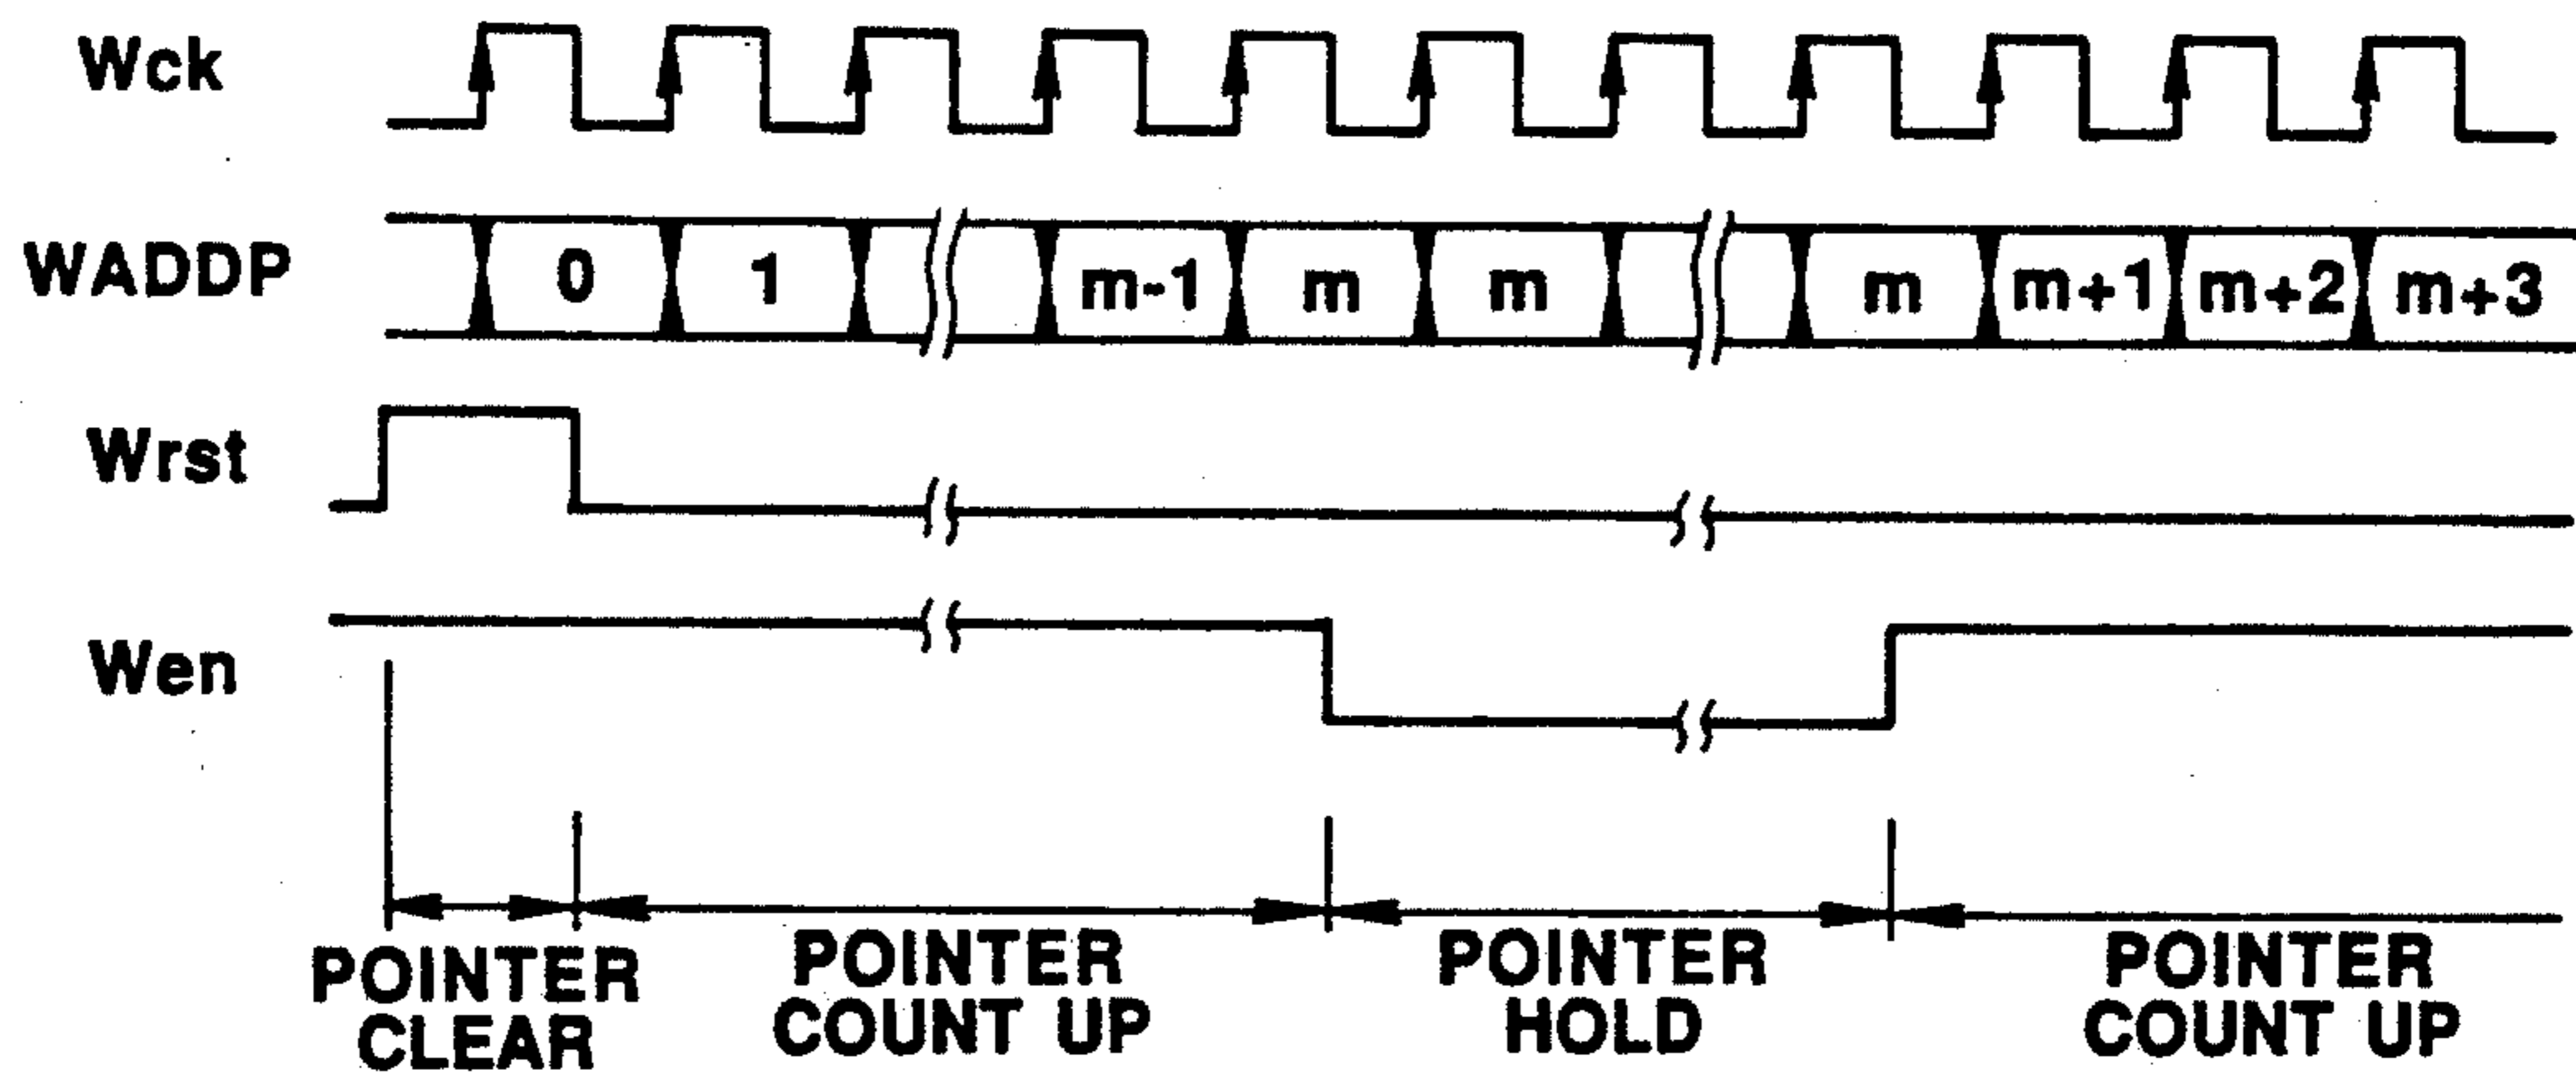 Wck
WADDP 0 1 m-1 m m m m+1 m+2 m+3
Wrst
Wen
POINTER CLEAR
POINTER COUNT UP
POINTER HOLD
POINTER COUNT UP